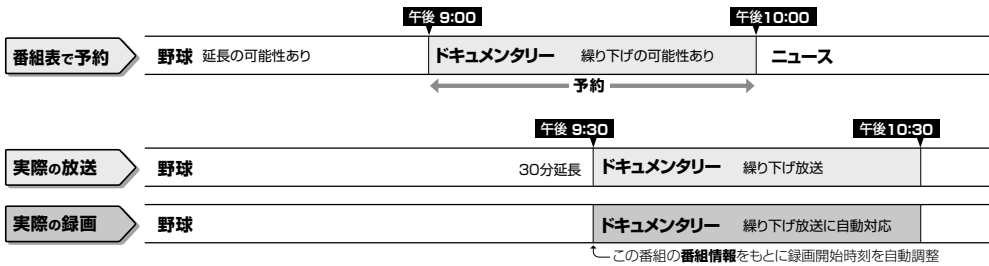 午後 9:00 午後10:00
番組表で予約 野球 延長の可能性あり ドキュメンタリー 繰り下げの可能性あり ニュース
予約
午後 9:30 午後10:30
実際の放送 野球 30分延長 ドキュメンタリー 繰り下げ放送
実際の録画 野球 ドキュメンタリー 繰り下げ放送に自動対応
この番組の番組情報をもとに録画開始時刻を自動調整